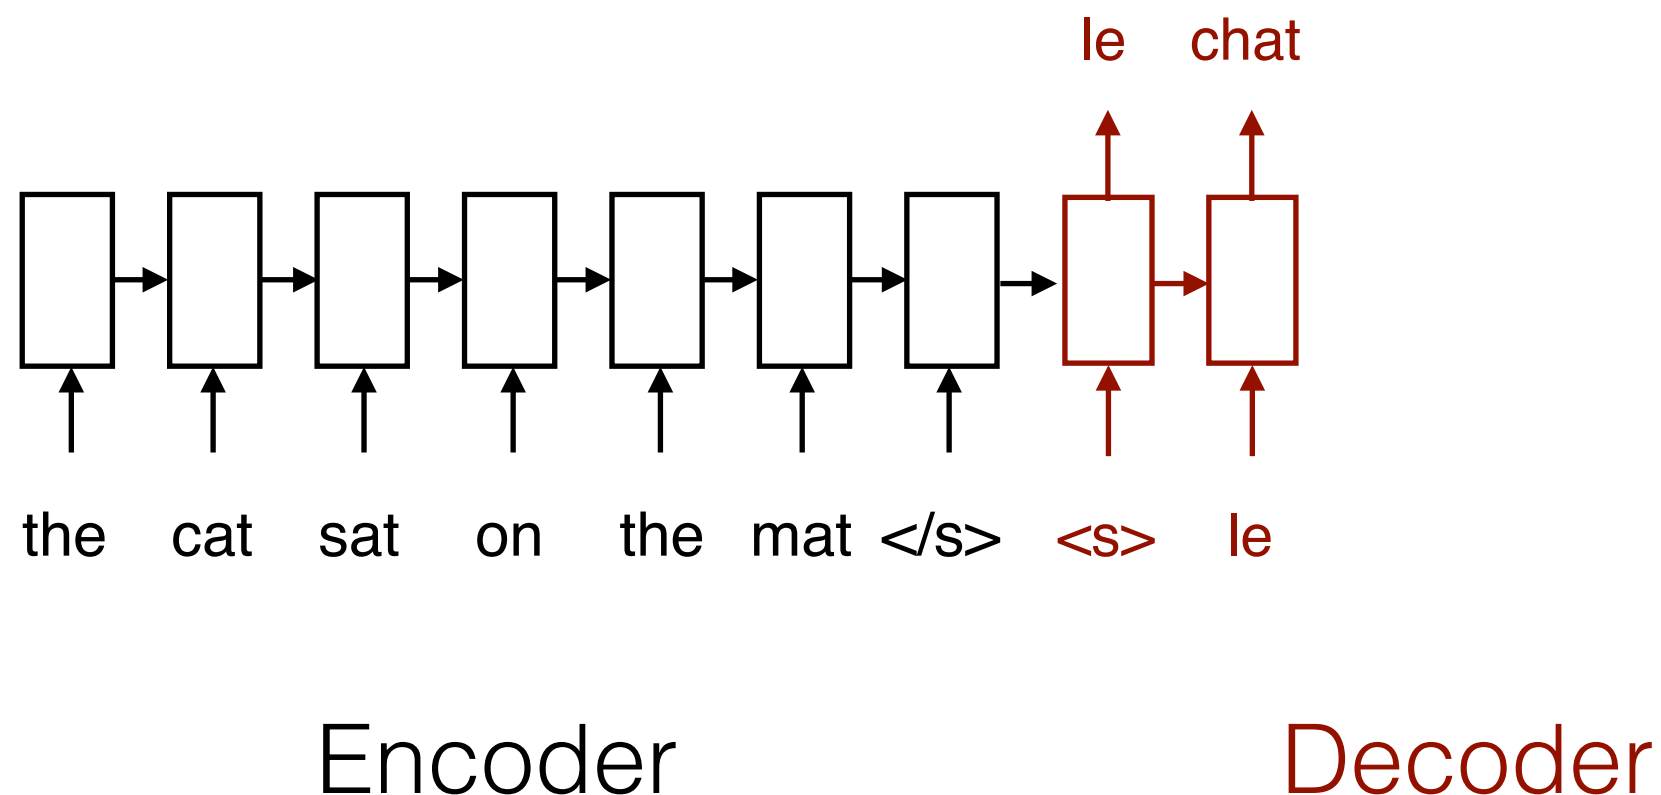 le chat
the cat sat on the mat </s> <s> le
Encoder Decoder